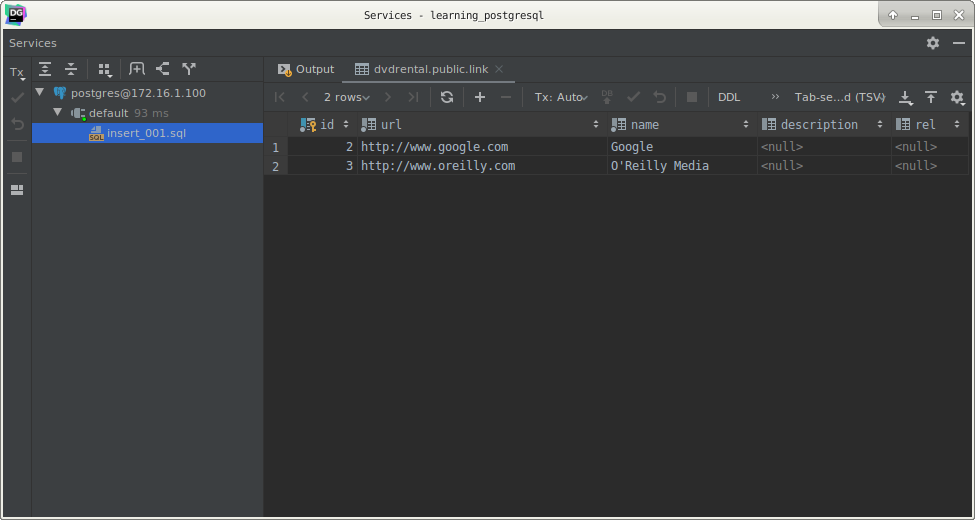 DG
Services - learning_postgresql
Services
Tx
postgres@172.16.1.100
default 93 ms
SQL insert_001.sql
Output dvdrental.public.link
2 rows Tx: Auto DB DDL » Tab-se...d (TSV)
id url name description rel
1 2 http://www.google.com Google <null> <null>
2 3 http://www.oreilly.com O'Reilly Media <null> <null>